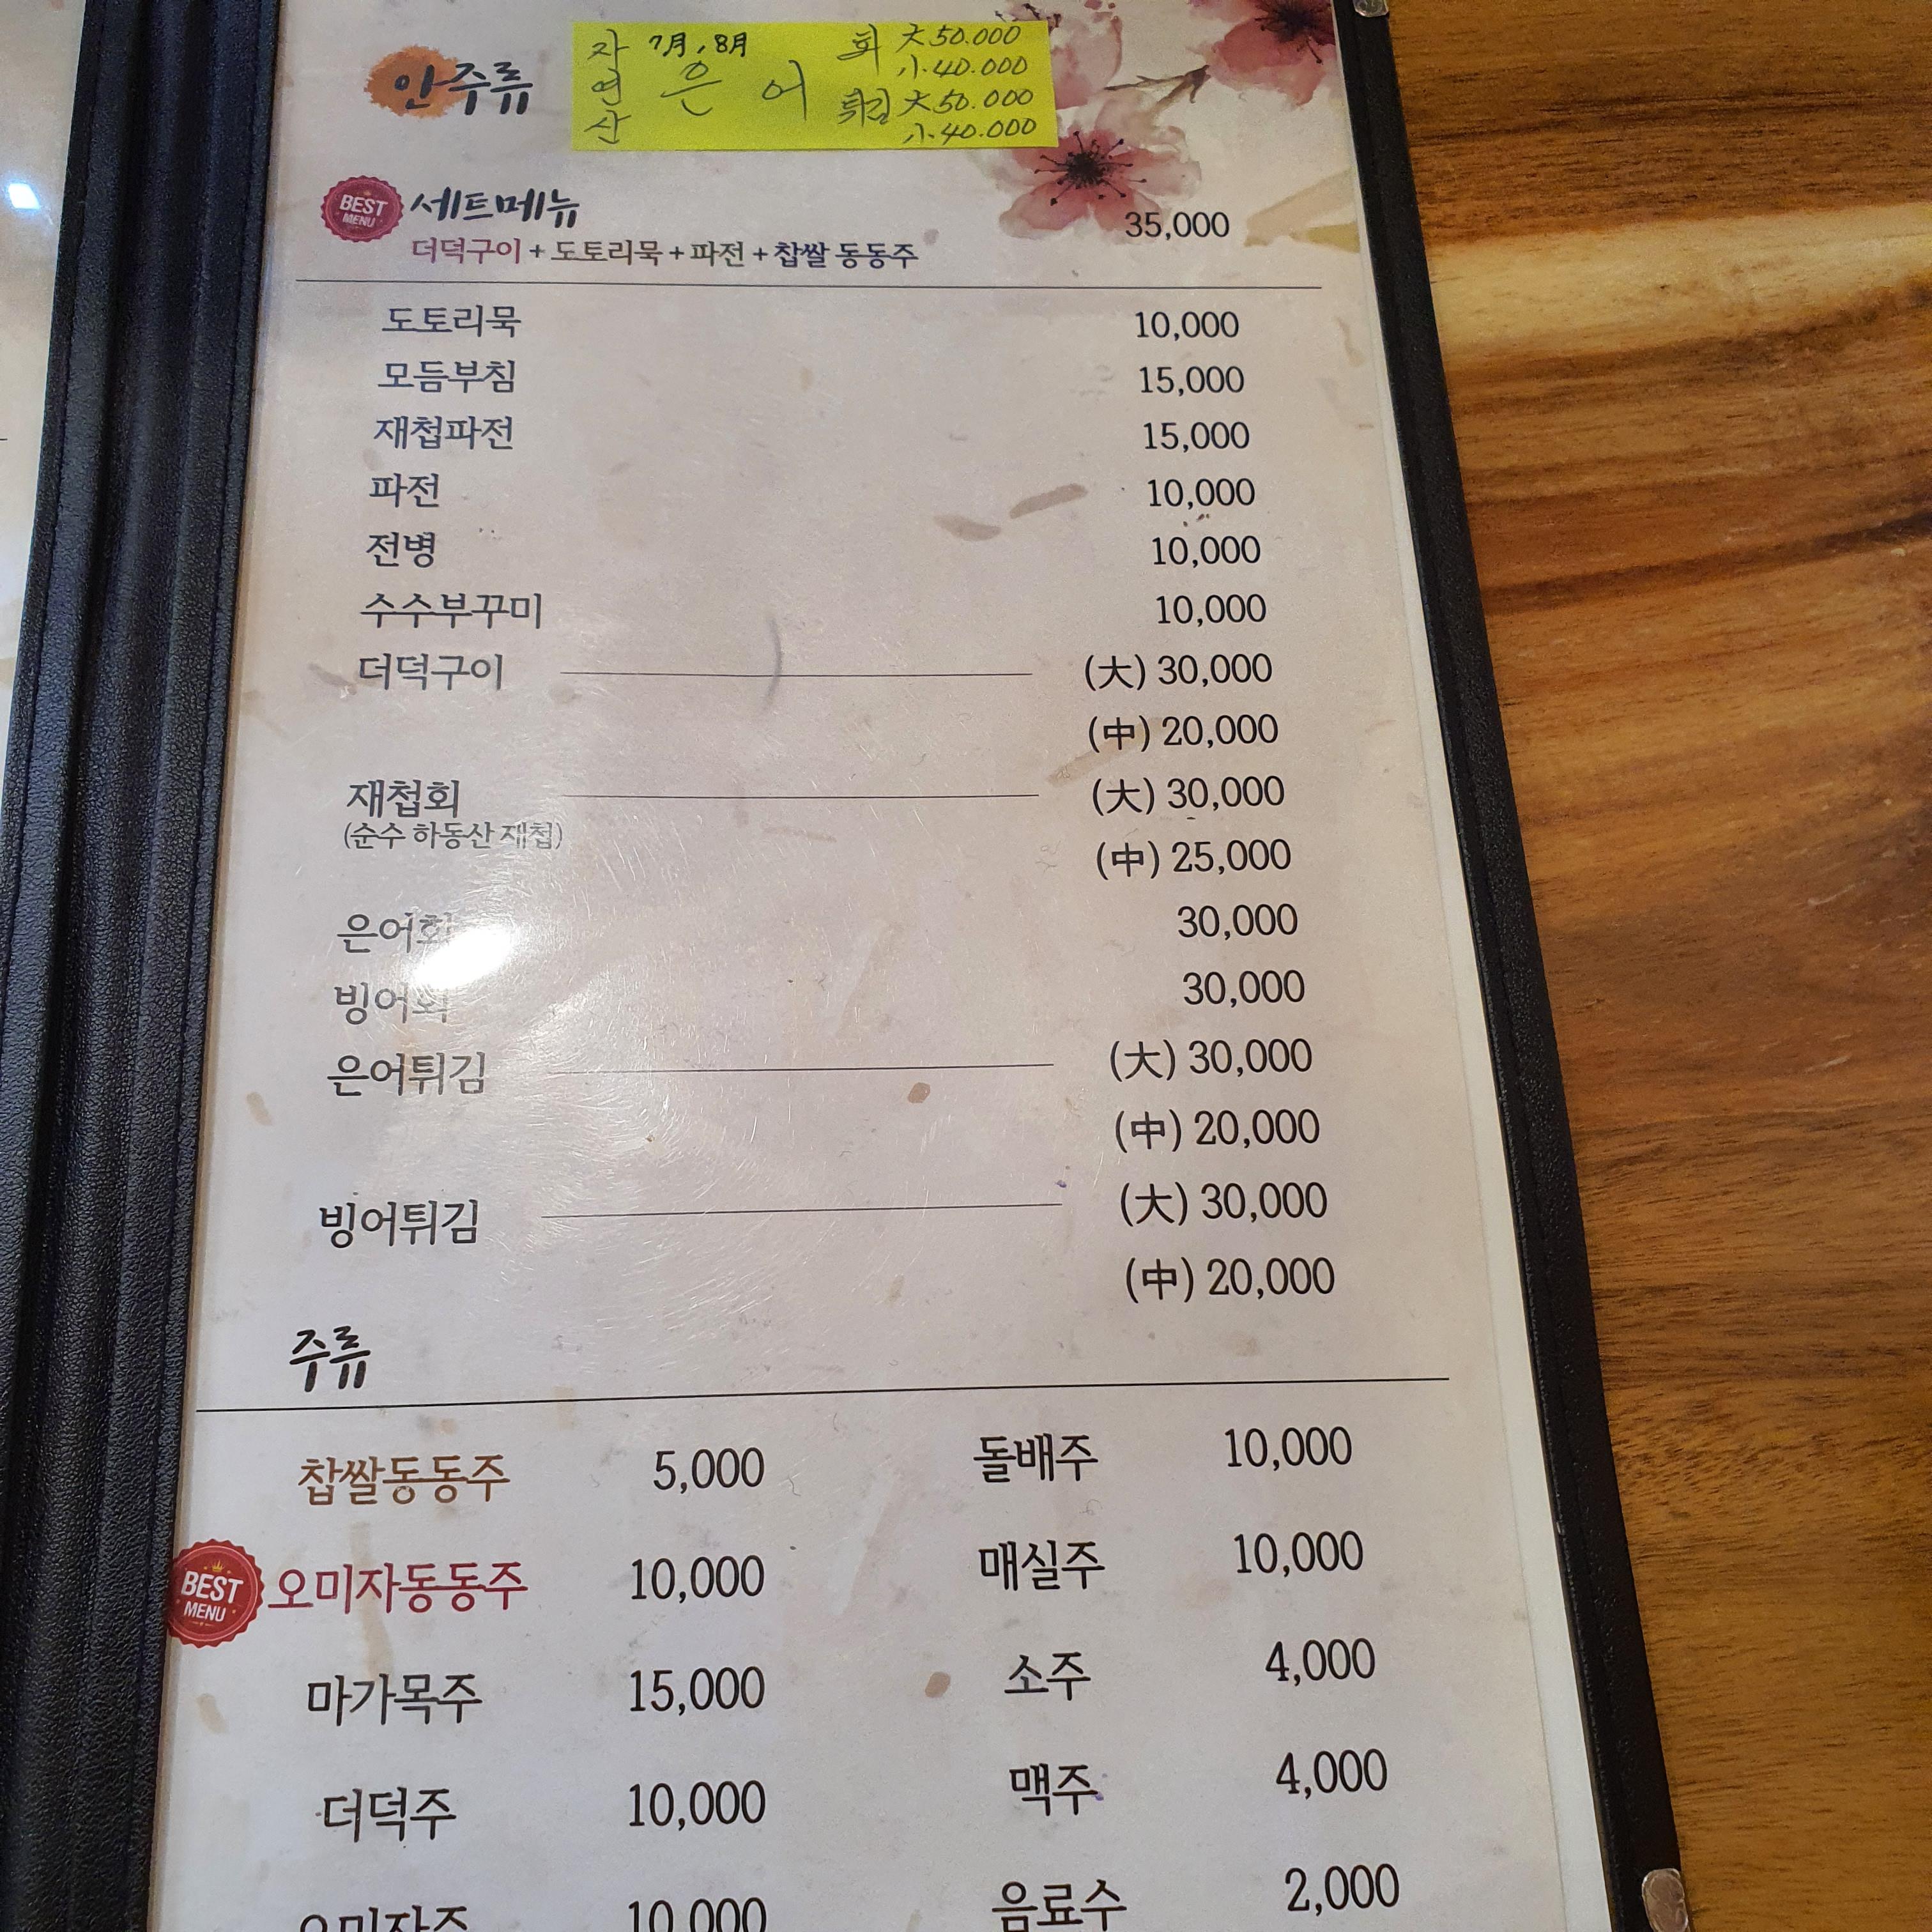 안주류
자연산 7月, 8月 은어 회 大 50.000
小 40.000
튀김 大 50.000
小 40.000
BEST MENU 세트메뉴 35,000
더덕구이 + 도토리묵 + 파전 + 찹쌀 동동주
도토리묵 10,000
모듬부침 15,000
재첩파전 15,000
파전 10,000
전병 10,000
수수부꾸미 10,000
더덕구이 (大) 30,000
(中) 20,000
재첩회 (大) 30,000
(순수 하동산 재첩)
(中) 25,000
은어회 30,000
빙어회 30,000
은어튀김 (大) 30,000
(中) 20,000
빙어튀김 (大) 30,000
(中) 20,000
주류
찹쌀동동주 5,000 돌배주 10,000
BEST MENU 오미자동동주 10,000 매실주 10,000
마가목주 15,000 소주 4,000
더덕주 10,000 맥주 4,000
오미자주 10,000 음료수 2,000